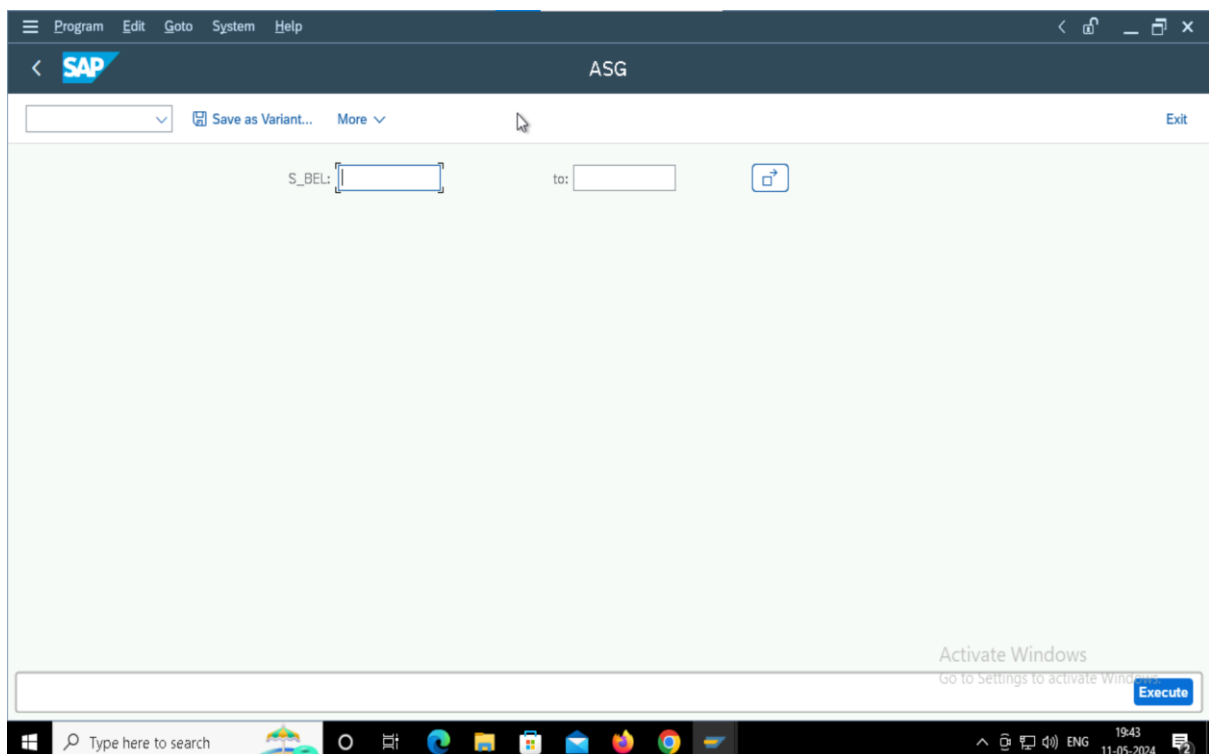 Program Edit Goto System Help
SAP
ASG
Save as Variant... More Exit
S_BEL: to:
Activate Windows
Go to Settings to activate Windows.
Execute
Type here to search ENG 19:43
11-05-2024 2